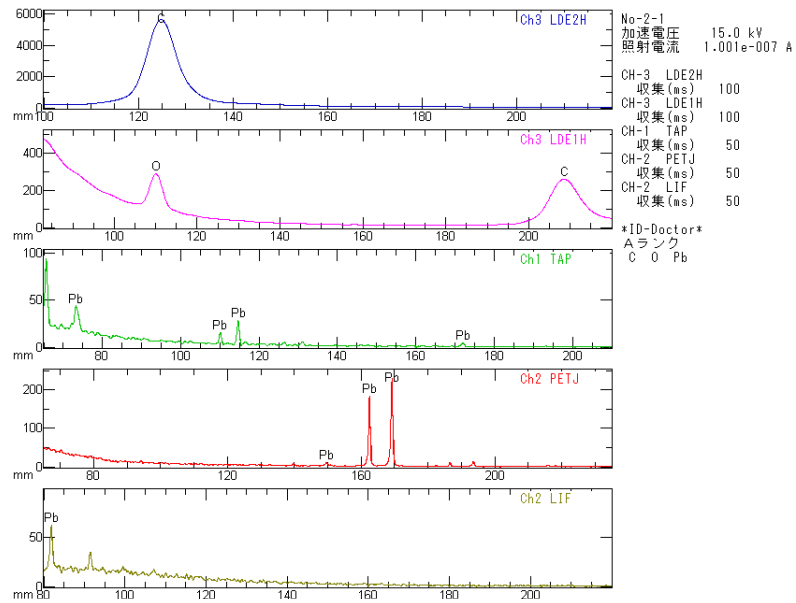 6000
4000
2000
0
C
Ch3 LDE2H
mm
100
120
140
160
180
200
400
200
0
O
C
Ch3 LDE1H
mm
100
120
140
160
180
200
100
50
0
Pb
Pb
Pb
Pb
Ch1 TAP
mm
80
100
120
140
160
180
200
200
100
0
Pb
Pb
Pb
Ch2 PETJ
mm
80
120
160
200
50
0
Pb
Ch2 LIF
mm
80
100
120
140
160
180
200
No-2-1
加速電圧 15.0 kV
照射電流 1.001e-007 A
CH-3 LDE2H
収集(ms) 100
CH-3 LDE1H
収集(ms) 100
CH-1 TAP
収集(ms) 50
CH-2 PETJ
収集(ms) 50
CH-2 LIF
収集(ms) 50
*ID-Doctor*
Aランク
C O Pb